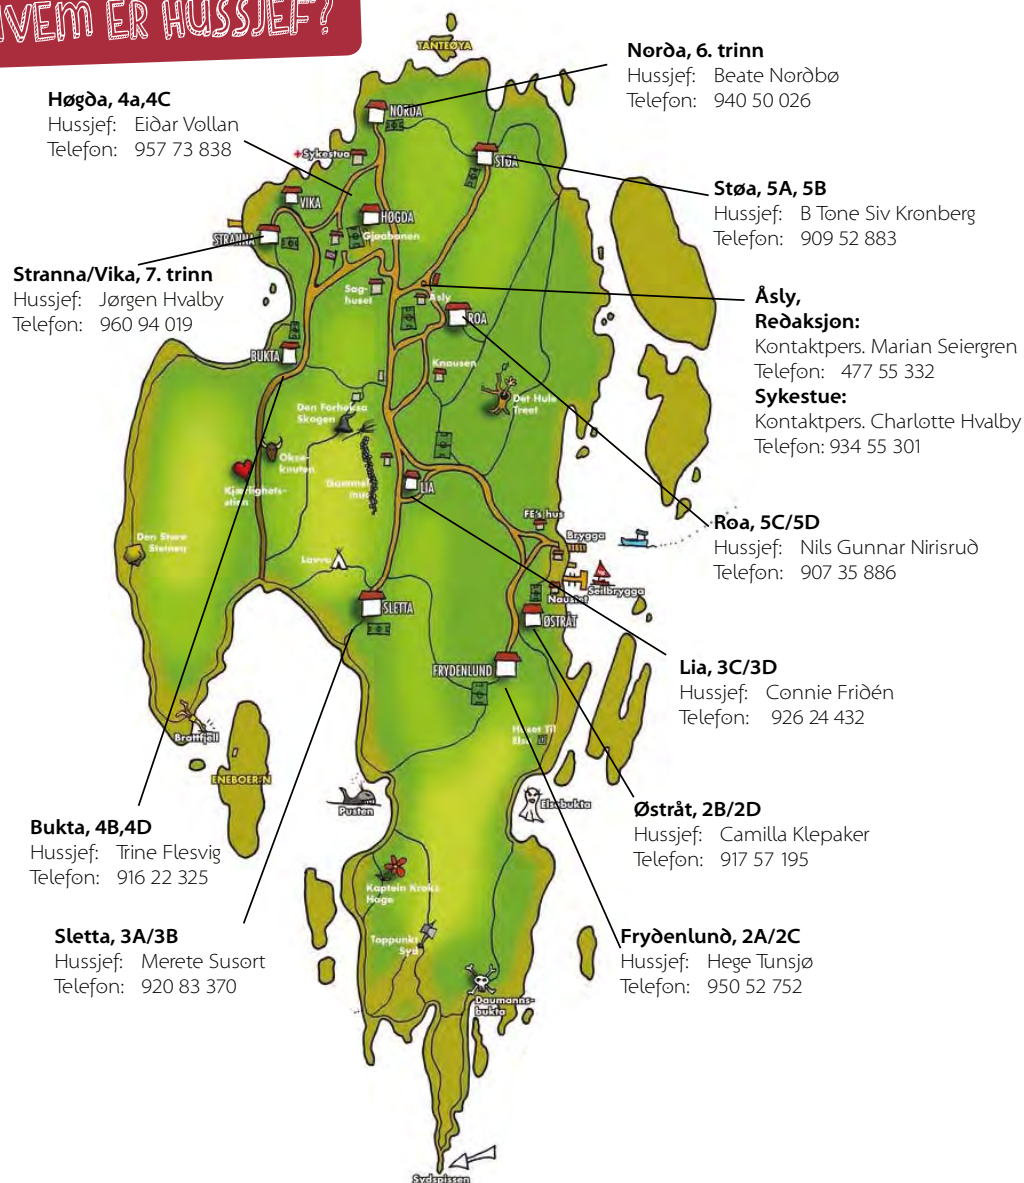 HVEM ER HUSSJEF?
TANTEØYA
Norda, 6. trinn
Hussjef: Beate Nordbø
Telefon: 940 50 026
Høgda, 4a,4C
Hussjef: Eidar Vollan
Telefon: 957 73 838
NORDA
+Sykestua
STØA
VIKA
HØGDA
Gjøabanen
STRANNA
Støa, 5A, 5B
Hussjef: B Tone Siv Kronberg
Telefon: 909 52 883
Stranna/Vika, 7. trinn
Hussjef: Jørgen Hvalby
Telefon: 960 94 019
Sag-
huset
Åsly
ROA
Åsly,
Redaksjon:
Kontaktpers. Marian Seiergren
Telefon: 477 55 332
Sykestue:
Kontaktpers. Charlotte Hvalby
Telefon: 934 55 301
BUKTA
Knausen
Det Hule
Treet
Den Forheksa
Skogen
Okse-
knuten
Kjærlighets-
stien
Gammel
mur
LIA
FE's hus
Brygga
Den Store
Steinen
Lavvu
Seilbrygga
Naustet
Roa, 5C/5D
Hussjef: Nils Gunnar Nirisrud
Telefon: 907 35 886
SLETTA
ØSTRÅT
FRYDENLUND
Lia, 3C/3D
Hussjef: Connie Fridén
Telefon: 926 24 432
Brattfjell
Huset Til
Else
ENEBOER'N
Pusten
Elsebukta
Østråt, 2B/2D
Hussjef: Camilla Klepaker
Telefon: 917 57 195
Bukta, 4B,4D
Hussjef: Trine Flesvig
Telefon: 916 22 325
Kaptein Kroks
Hage
Toppunkt
Syd
Sletta, 3A/3B
Hussjef: Merete Susort
Telefon: 920 83 370
Frydenlund, 2A/2C
Hussjef: Hege Tunsjø
Telefon: 950 52 752
Daumanns-
bukta
Sydspissen